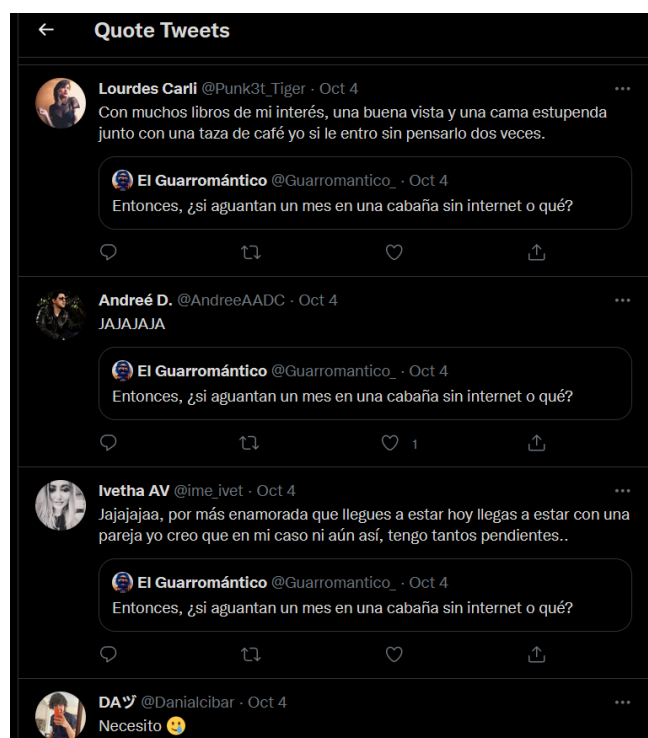 Quote Tweets
Lourdes Carli @Punk3t_Tiger · Oct 4
Con muchos libros de mi interés, una buena vista y una cama estupenda
junto con una taza de café yo si le entro sin pensarlo dos veces.
El Guarromántico @Guarromantico_ · Oct 4
Entonces, ¿si aguantan un mes en una cabaña sin internet o qué?
Andreé D. @AndreeAADC · Oct 4
JAJAJAJA
El Guarromántico @Guarromantico_ · Oct 4
Entonces, ¿si aguantan un mes en una cabaña sin internet o qué?
1
Ivetha AV @ime_ivet · Oct 4
Jajajajaa, por más enamorada que llegues a estar hoy llegas a estar con una
pareja yo creo que en mi caso ni aún así, tengo tantos pendientes..
El Guarromántico @Guarromantico_ · Oct 4
Entonces, ¿si aguantan un mes en una cabaña sin internet o qué?
DAヅ @Danialcibar · Oct 4
Necesito 🥲